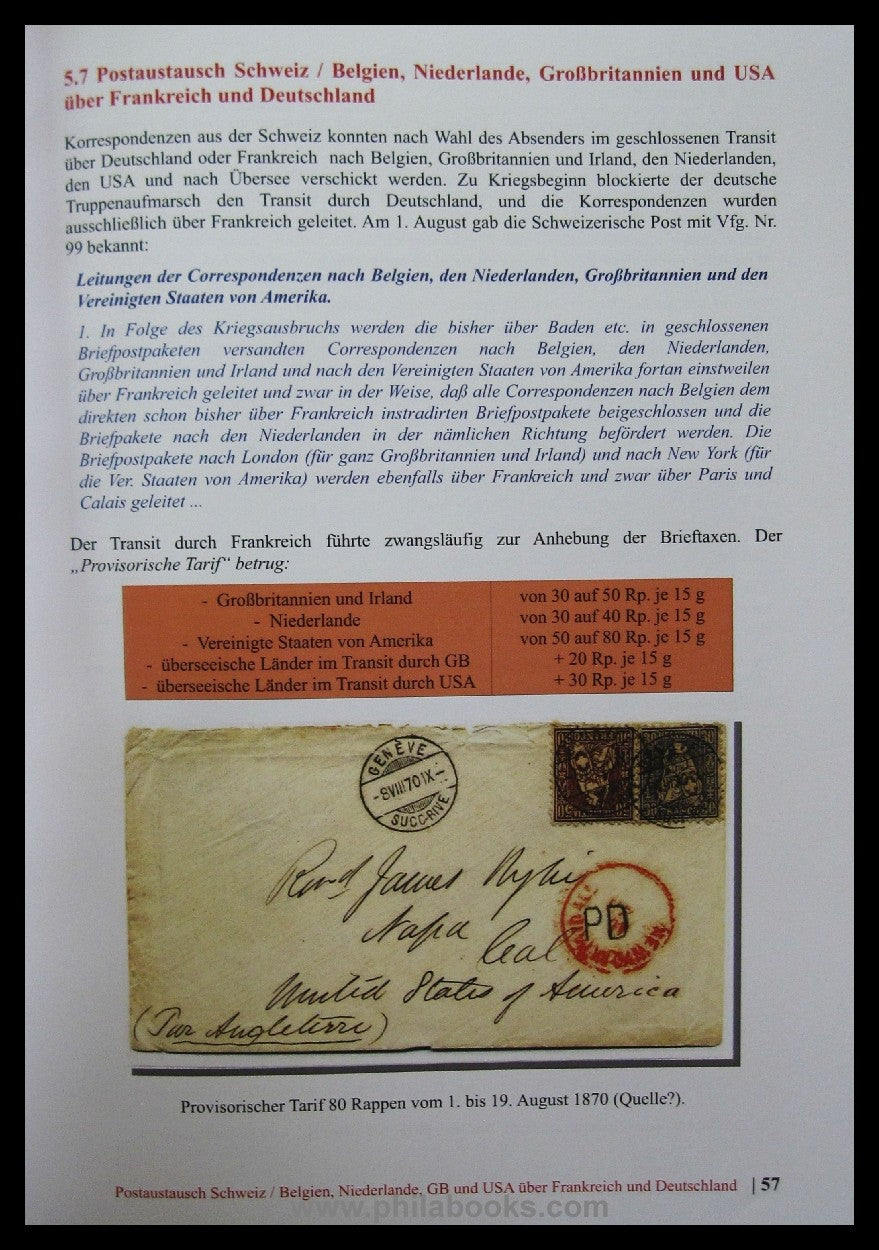 5.7 Postaustausch Schweiz / Belgien, Niederlande, Großbritannien und USA
über Frankreich und Deutschland
Korrespondenzen aus der Schweiz konnten nach Wahl des Absenders im geschlossenen Transit
über Deutschland oder Frankreich nach Belgien, Großbritannien und Irland, den Niederlanden,
den USA und nach Übersee verschickt werden. Zu Kriegsbeginn blockierte der deutsche
Truppenaufmarsch den Transit durch Deutschland, und die Korrespondenzen wurden
ausschließlich über Frankreich geleitet. Am 1. August gab die Schweizerische Post mit Vfg. Nr.
99 bekannt:
Leitungen der Correspondenzen nach Belgien, den Niederlanden, Großbritannien und den
Vereinigten Staaten von Amerika.
1. In Folge des Kriegsausbruchs werden die bisher über Baden etc. in geschlossenen
Briefpostpaketen versandten Correspondenzen nach Belgien, den Niederlanden,
Großbritannien und Irland und nach den Vereinigten Staaten von Amerika fortan einstweilen
über Frankreich geleitet und zwar in der Weise, daß alle Correspondenzen nach Belgien dem
direkten schon bisher über Frankreich instradirten Briefpostpakete beigeschlossen und die
Briefpakete nach den Niederlanden in der nämlichen Richtung befördert werden. Die
Briefpostpakete nach London (für ganz Großbritannien und Irland) und nach New York (für
die Ver. Staaten von Amerika) werden ebenfalls über Frankreich und zwar über Paris und
Calais geleitet ...
Der Transit durch Frankreich führte zwangsläufig zur Anhebung der Brieftaxen. Der
„Provisorische Tarif“ betrug:
- Großbritannien und Irland von 30 auf 50 Rp. je 15 g
- Niederlande von 30 auf 40 Rp. je 15 g
- Vereinigte Staaten von Amerika von 50 auf 80 Rp. je 15 g
- überseeische Länder im Transit durch GB + 20 Rp. je 15 g
- überseeische Länder im Transit durch USA + 30 Rp. je 15 g
GENÈVE
-8VIII70IX-
SUCC-RIVE
James
PD
Napa
Cal
United States of America
(Par Angleterre)
Provisorischer Tarif 80 Rappen vom 1. bis 19. August 1870 (Quelle?).
Postaustausch Schweiz / Belgien, Niederlande, GB und USA über Frankreich und Deutschland | 57
www.philabooks.com